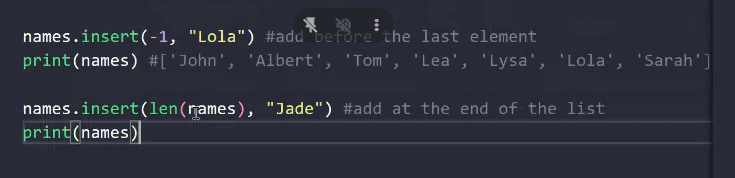 names.insert(-1, "Lola") #add before the last element
print(names) #['John', 'Albert', 'Tom', 'Lea', 'Lysa', 'Lola', 'Sarah']
names.insert(len(names), "Jade") #add at the end of the list
print(names)